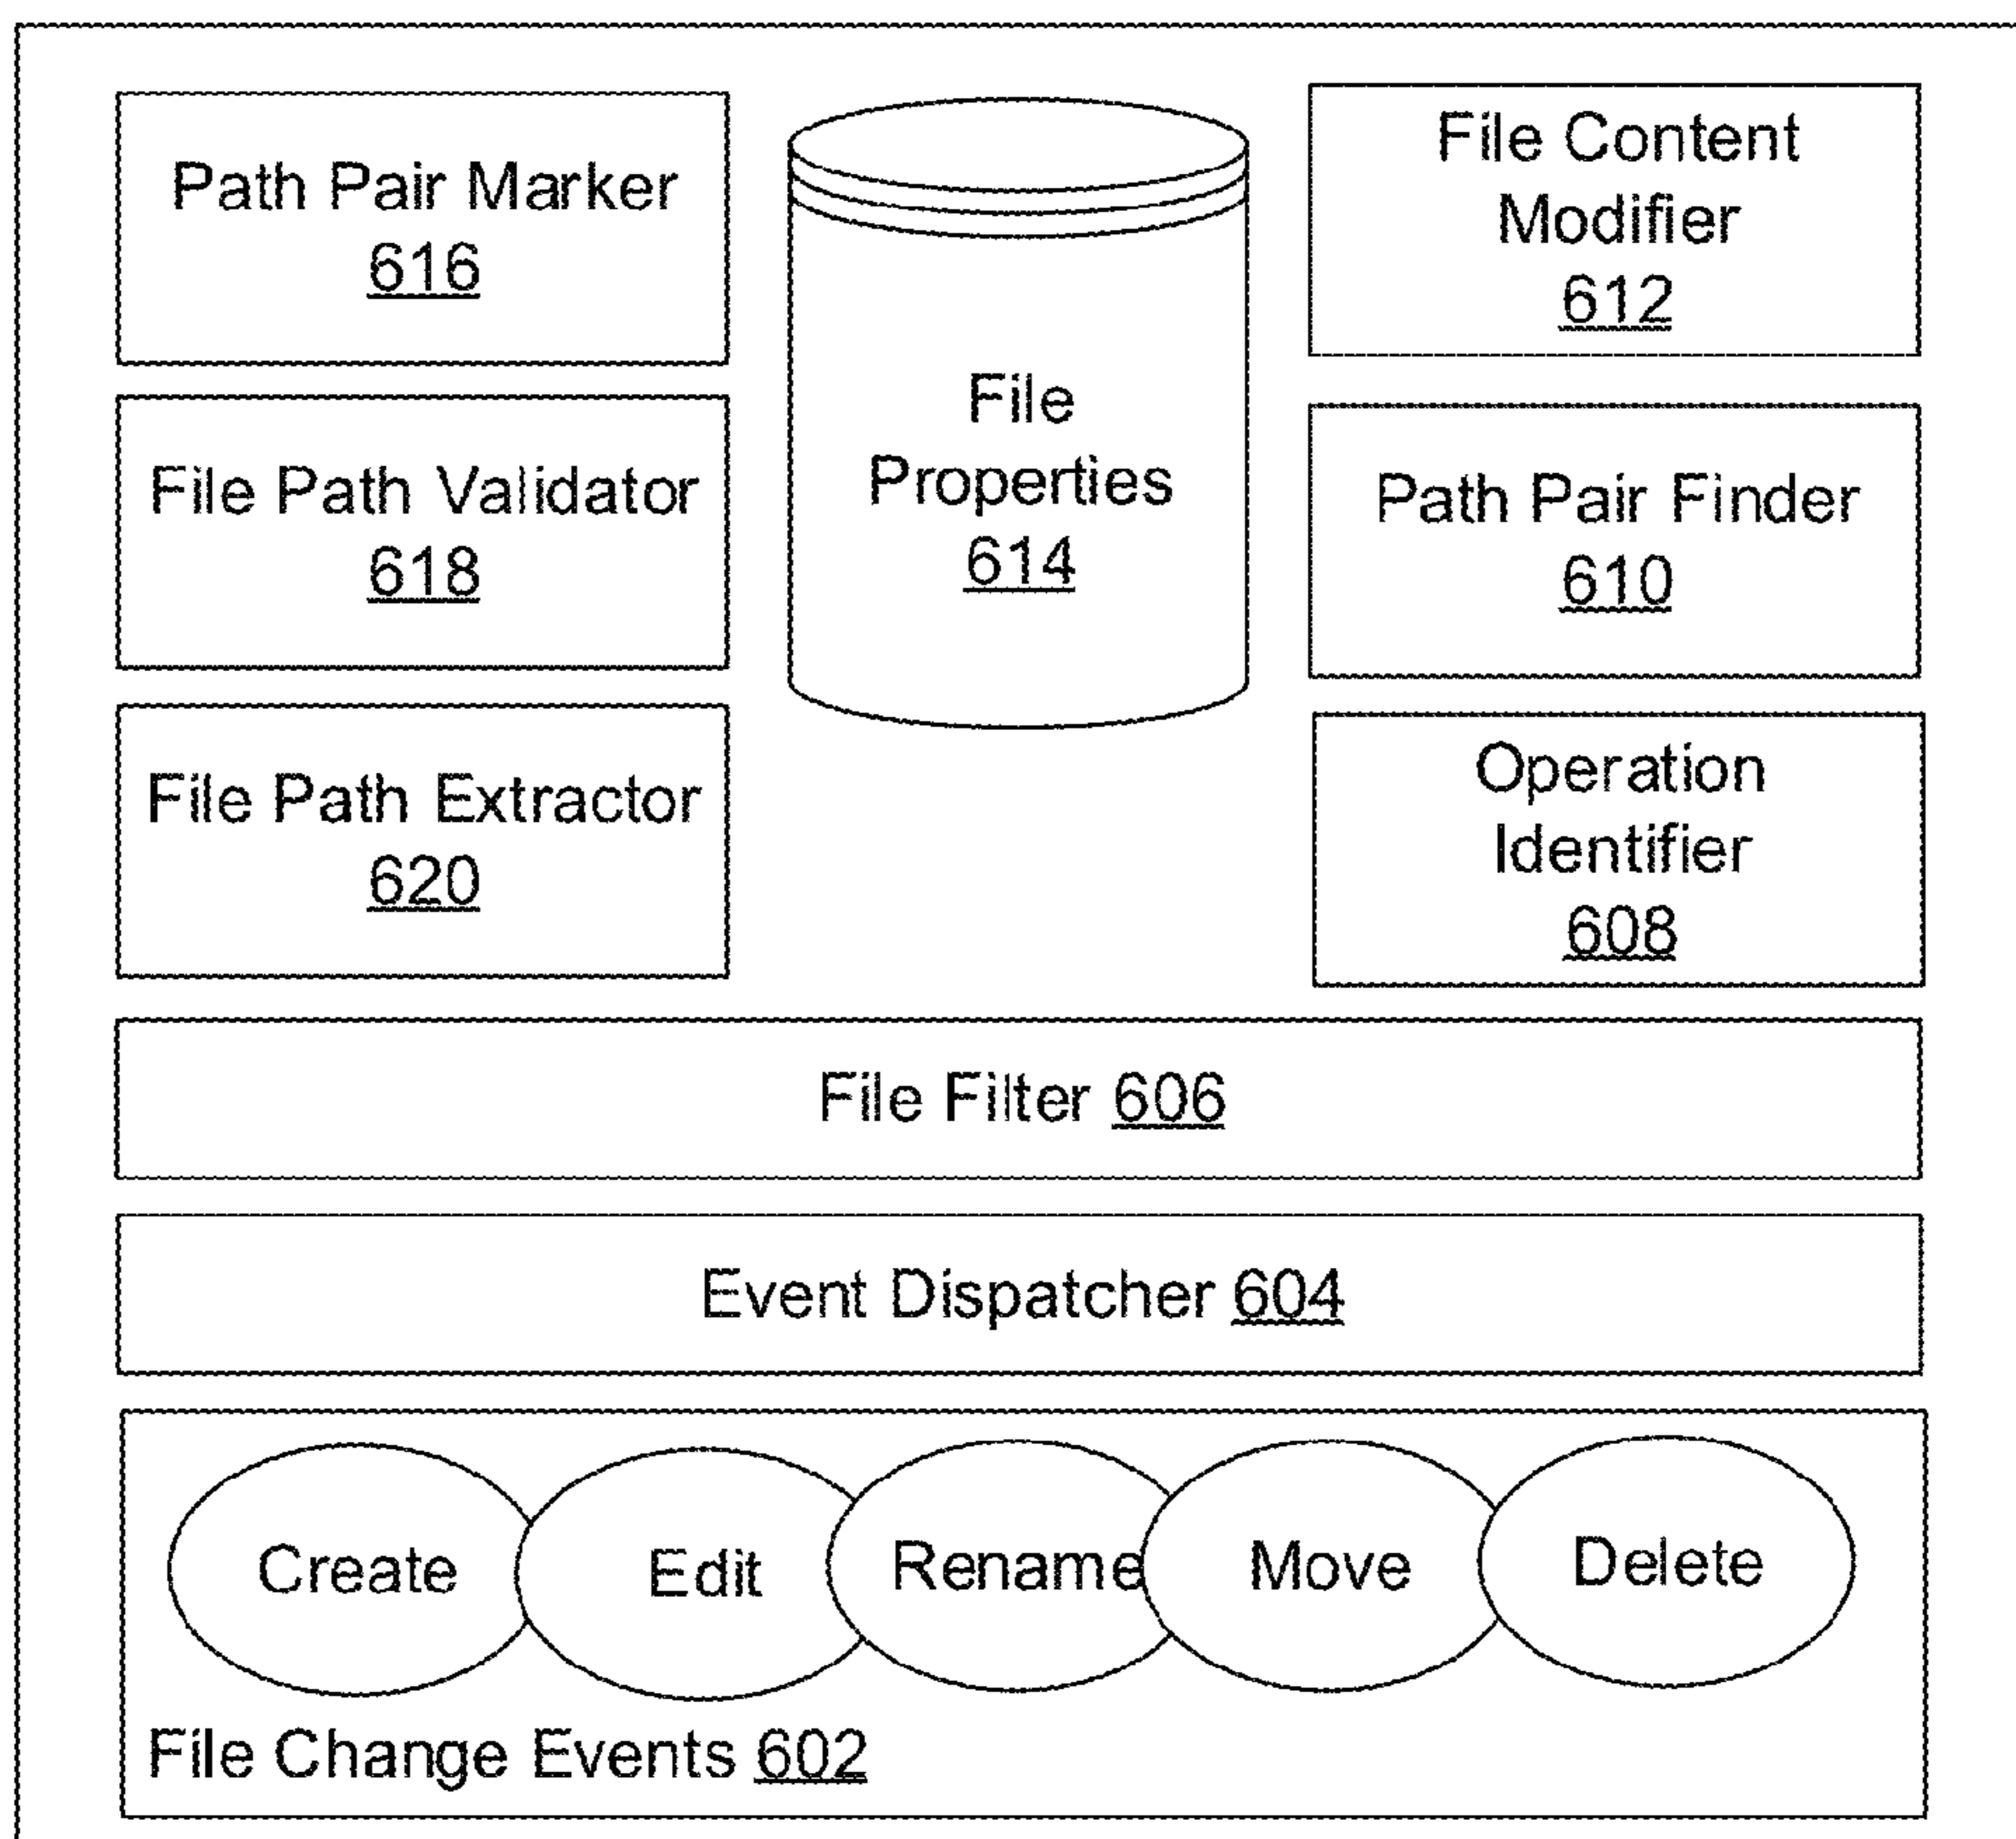 Path Pair Marker
616
File
Properties
614
File Content
Modifier
612
File Path Validator
618
Path Pair Finder
610
File Path Extractor
620
Operation
Identifier
608
File Filter 606
Event Dispatcher 604
Create
Edit
Rename
Move
Delete
File Change Events 602